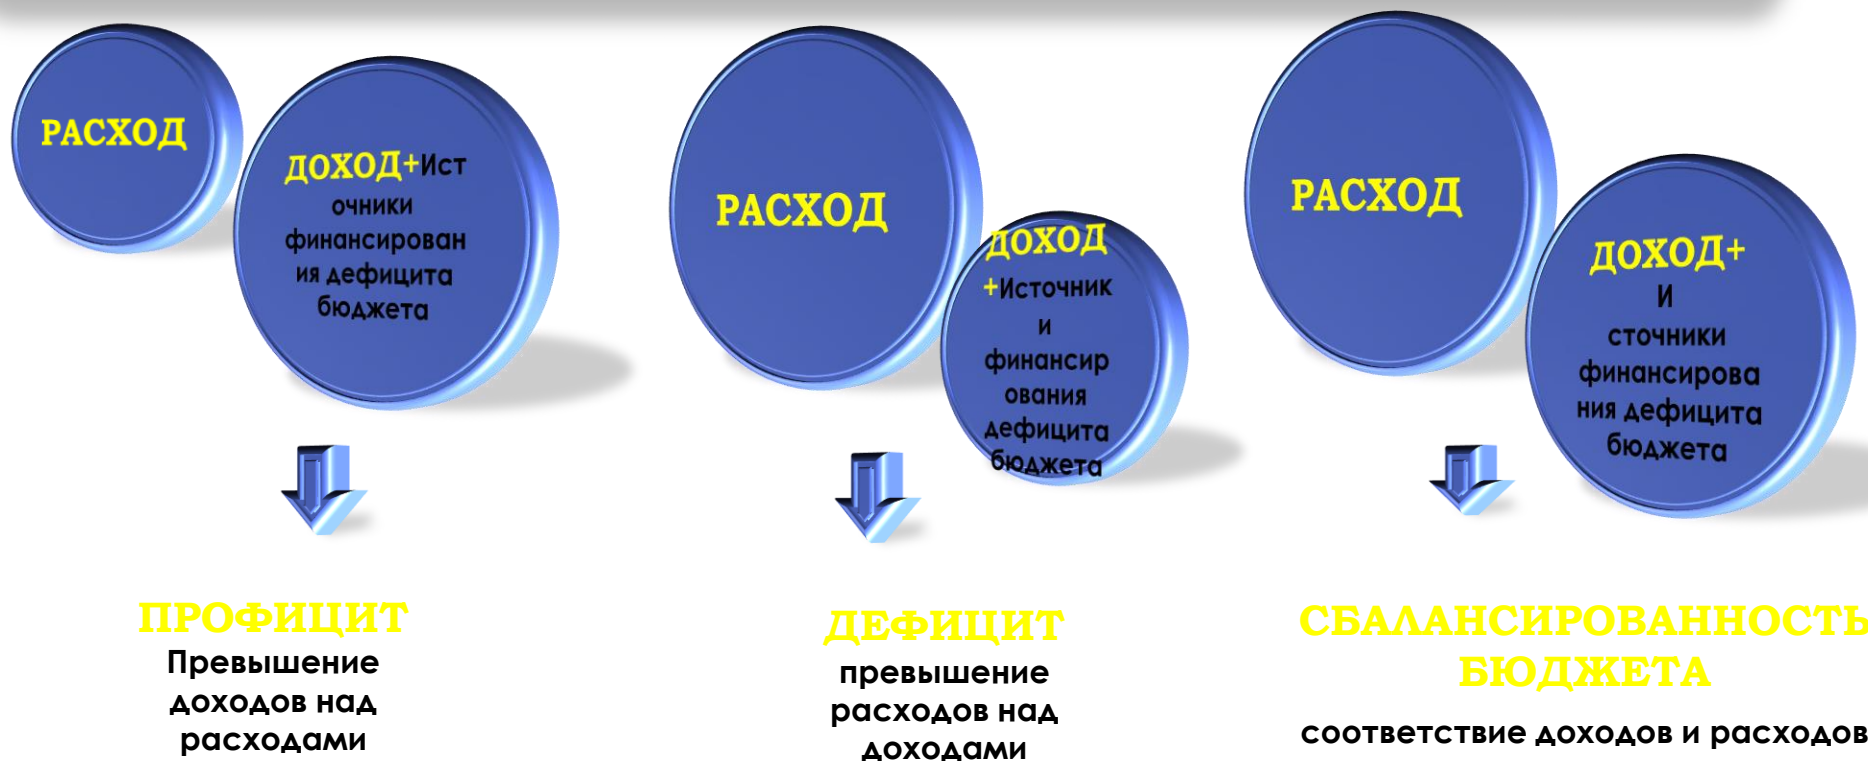 РАСХОД
ДОХОД+Ист
очники
финансирован
ия дефицита
бюджета
РАСХОД
ДОХОД
+Источник
и
финансир
ования
дефицита
бюджета
РАСХОД
ДОХОД+
И
сточники
финансирова
ния дефицита
бюджета
ПРОФИЦИТ
Превышение
доходов над
расходами
ДЕФИЦИТ
превышение
расходов над
доходами
СБАЛАНСИРОВАННОСТЬ
БЮДЖЕТА
соответствие доходов и расходов